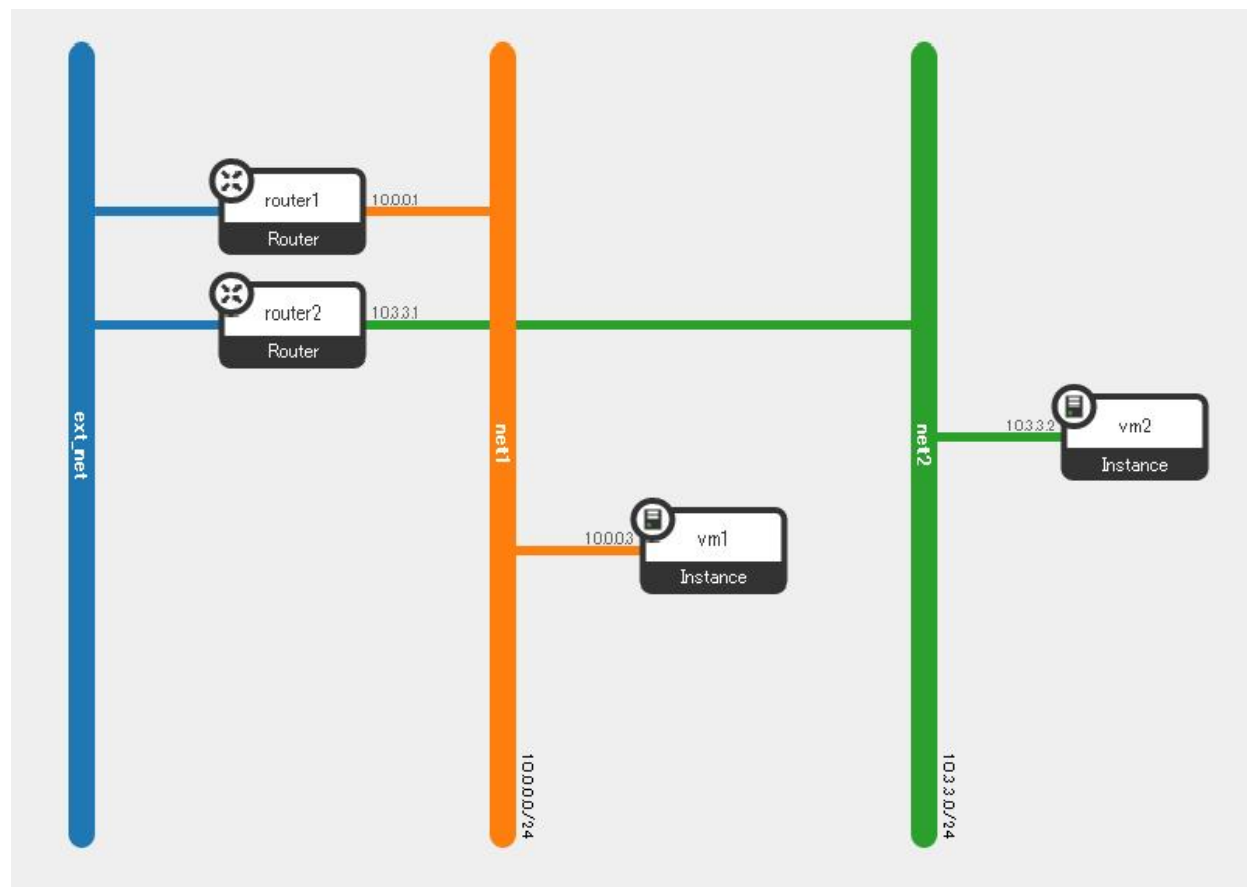 router1
10.0.0.1
Router
router2
10.3.3.1
Router
ext_net
net1
net2
10.3.3.2
vm2
Instance
10.0.0.3
vm1
Instance
10.0.0.0/24
10.3.3.0/24